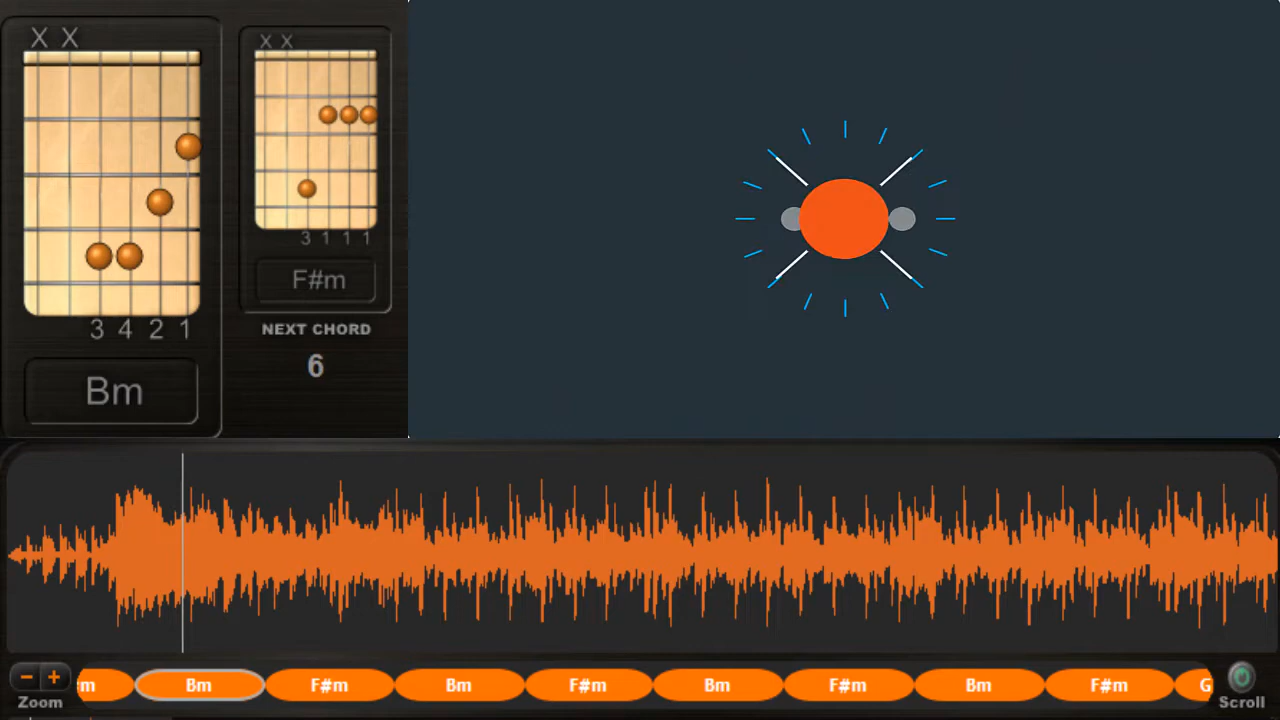 X X
3 4 2 1
Bm
X X
3 1 1 1
F#m
NEXT CHORD
6
- +
Zoom
m Bm F#m Bm F#m Bm F#m Bm F#m G
Scroll